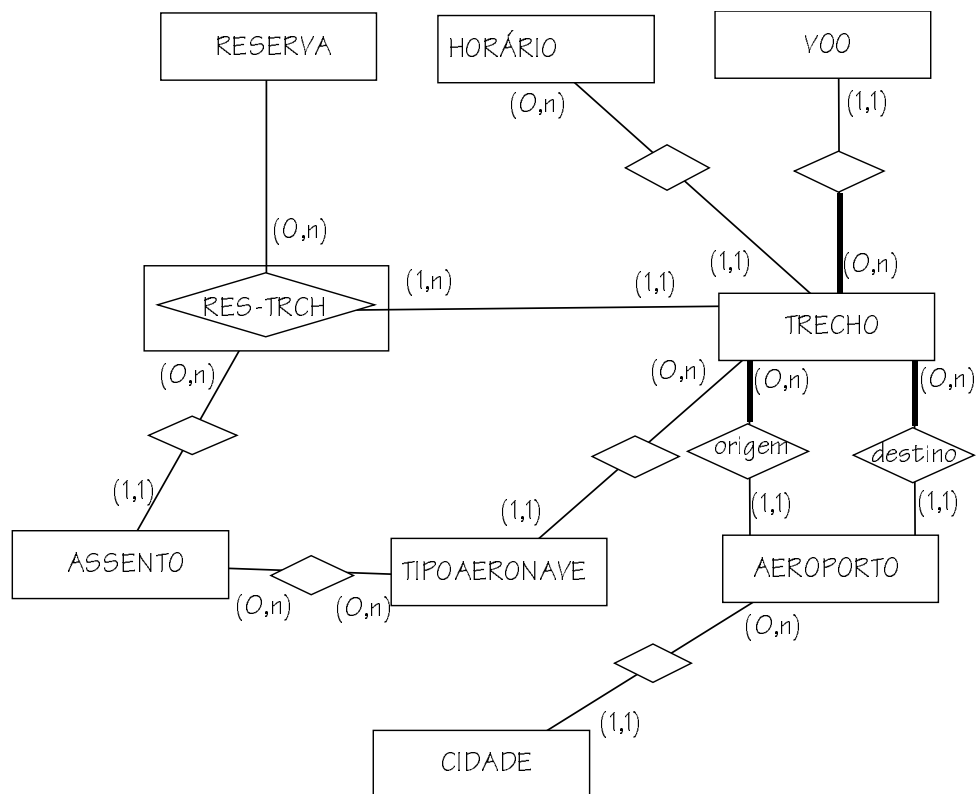 RESERVA
HORÁRIO
VOO
(0,n)
(1,1)
(0,n)
(1,1)
(0,n)
(1,n)
(1,1)
RES-TRCH
TRECHO
(0,n)
(0,n)
(0,n)
(0,n)
origem
destino
(1,1)
(1,1)
(1,1)
(1,1)
ASSENTO
TIPOAERONAVE
AEROPORTO
(0,n)
(0,n)
(0,n)
(1,1)
CIDADE